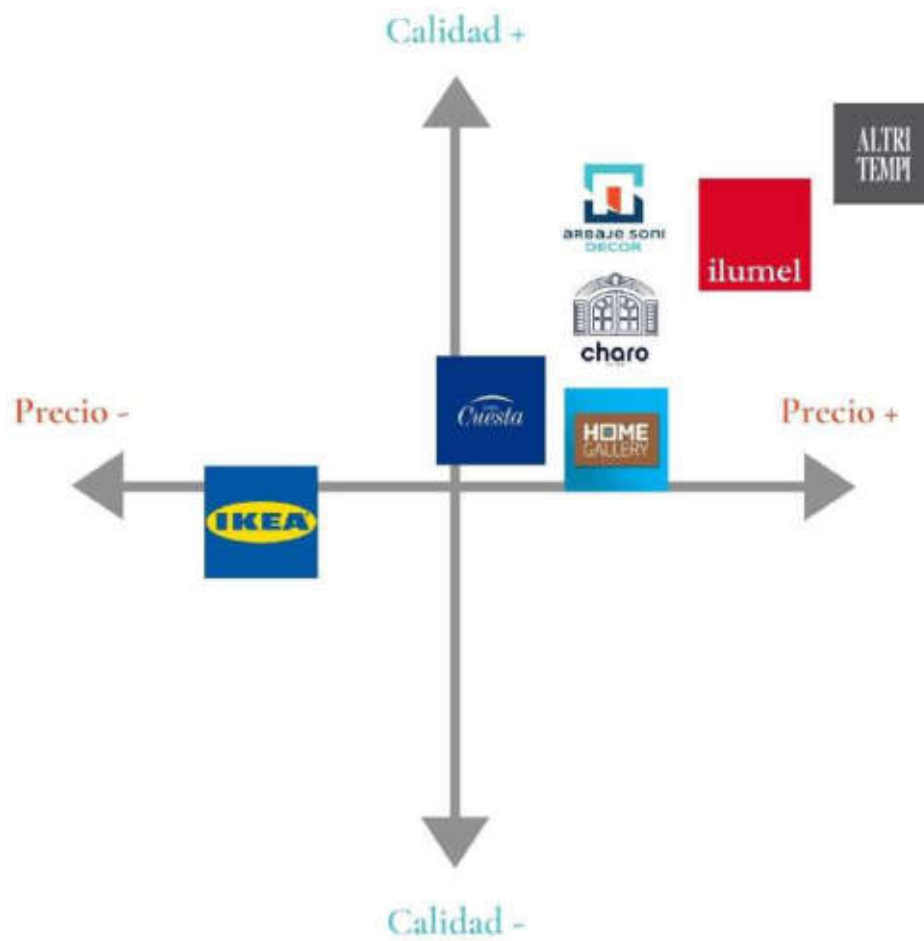 Calidad +
ALTRI
TEMPI
ARBAJE SONI
DECOR
ilumel
charo
Cuesta
Precio -
Precio +
HOME
GALLERY
IKEA
Calidad -